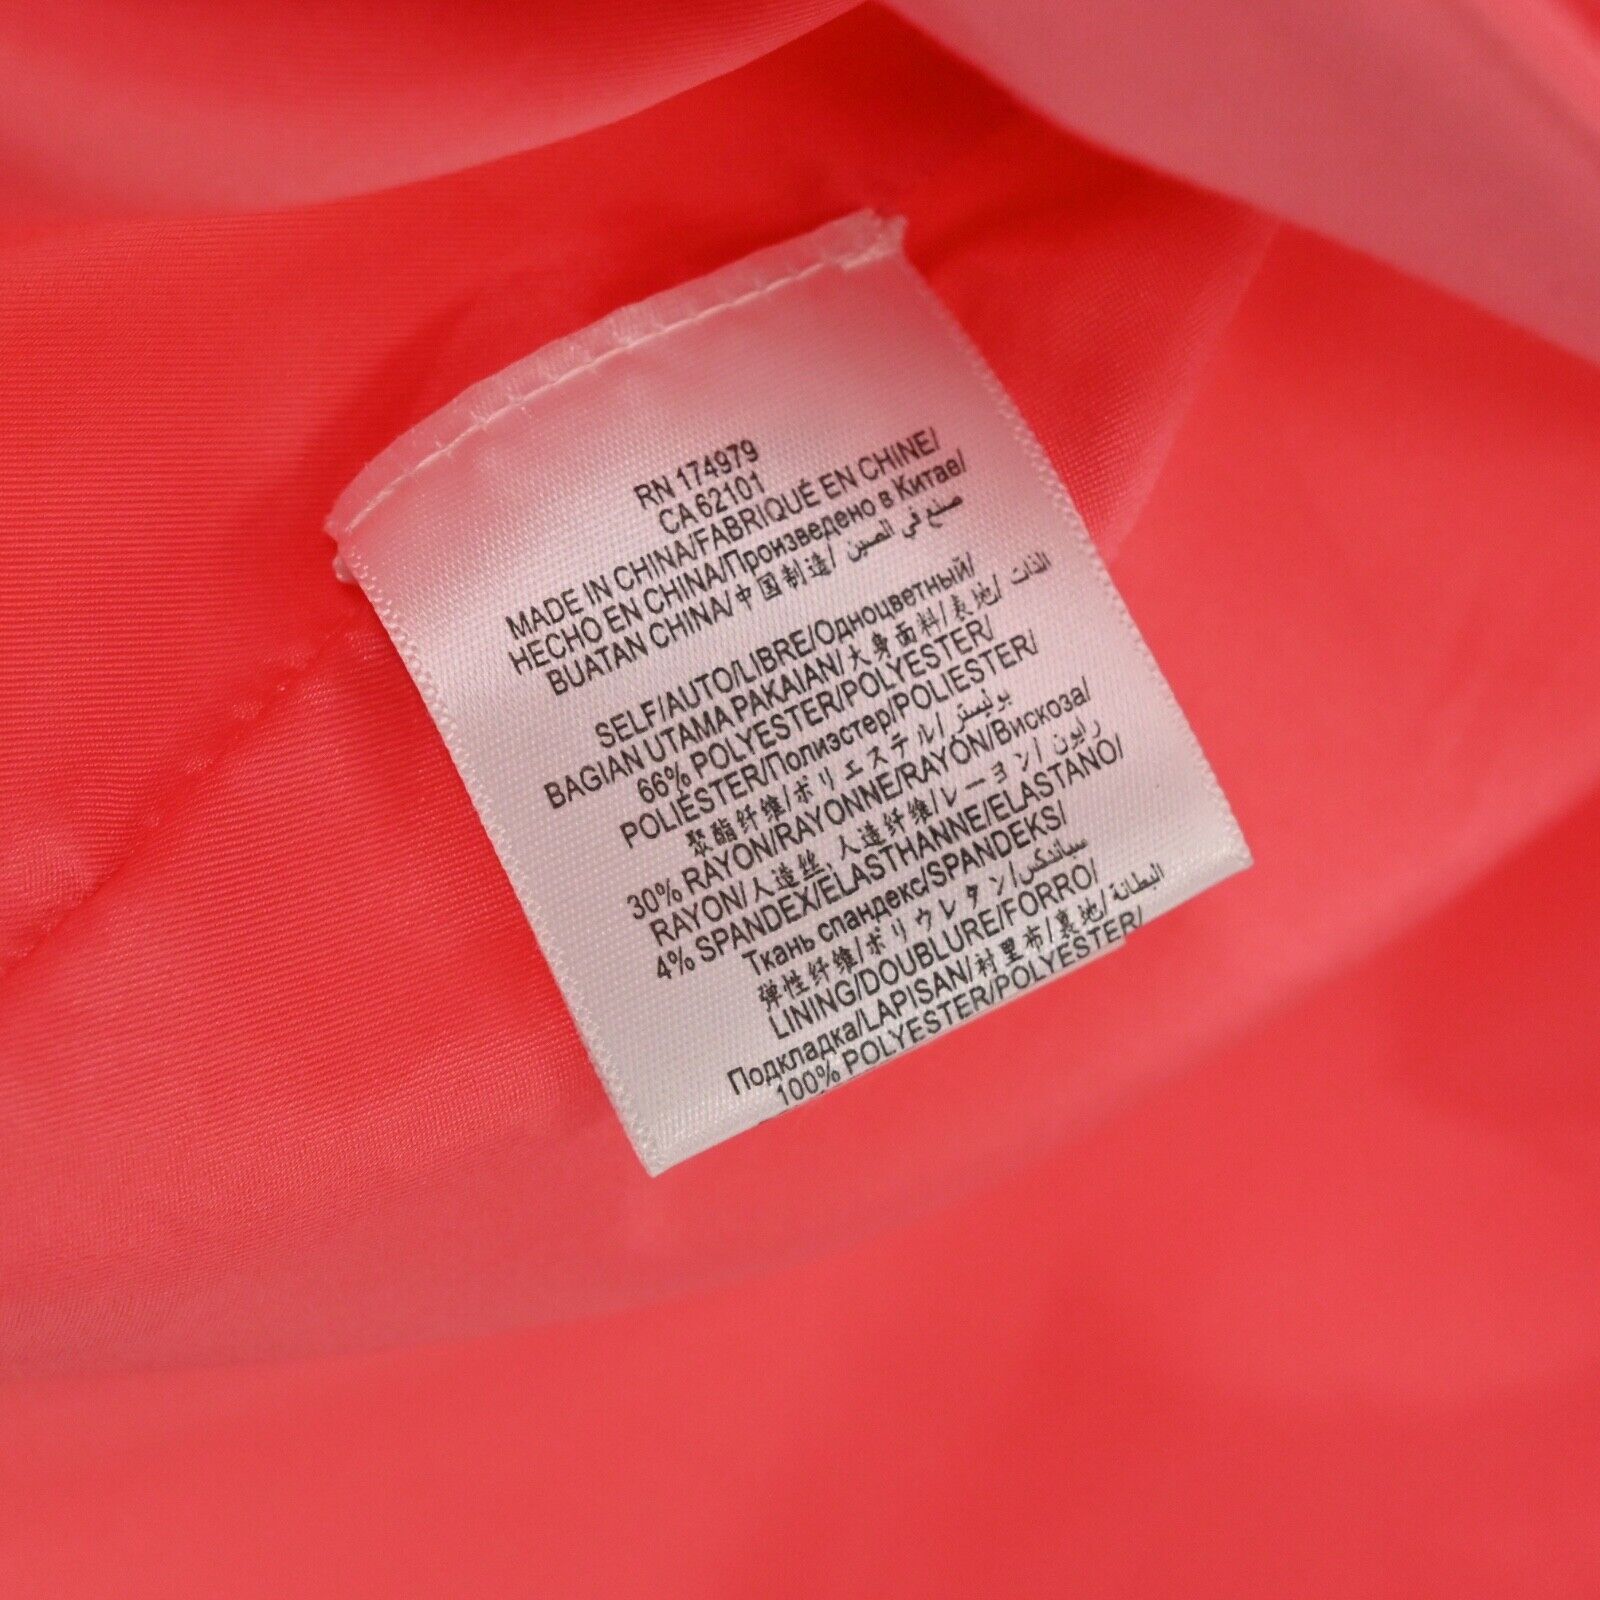 RN 174979
CA 62101
MADE IN CHINA/FABRIQUÉ EN CHINE/
HECHO EN CHINA/Произведено в Китае/
BUATAN CHINA/中国制造/ صنع في الصين
SELF/AUTO/LIBRE/Одноцветный/
BAGIAN UTAMA PAKAIAN/大身面料/表地/ الذات
66% POLYESTER/POLYESTER/
POLIÉSTER/Полиэстер/POLIESTER/
聚酯纤维/ポリエステル/ بوليستر
30% RAYON/RAYONNE/RAYÓN/Вискоза/
RAYON/人造丝, 人造纤维/レーヨン/ رايون
4% SPANDEX/ELASTHANNE/ELASTANO/
Ткань спандекс/SPANDEKS/
弹性纤维/ポリウレタン/ سباندكس
LINING/DOUBLURE/FORRO/
Подкладка/LAPISAN/衬里布/裏地/ البطانة
100% POLYESTER/POLYESTER/